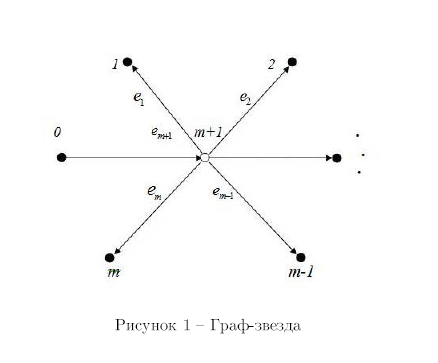 1 2
e₁ e₂
0 eₘ₊₁ m+1
eₘ eₘ₋₁
m m-1
Рисунок 1 – Граф-звезда